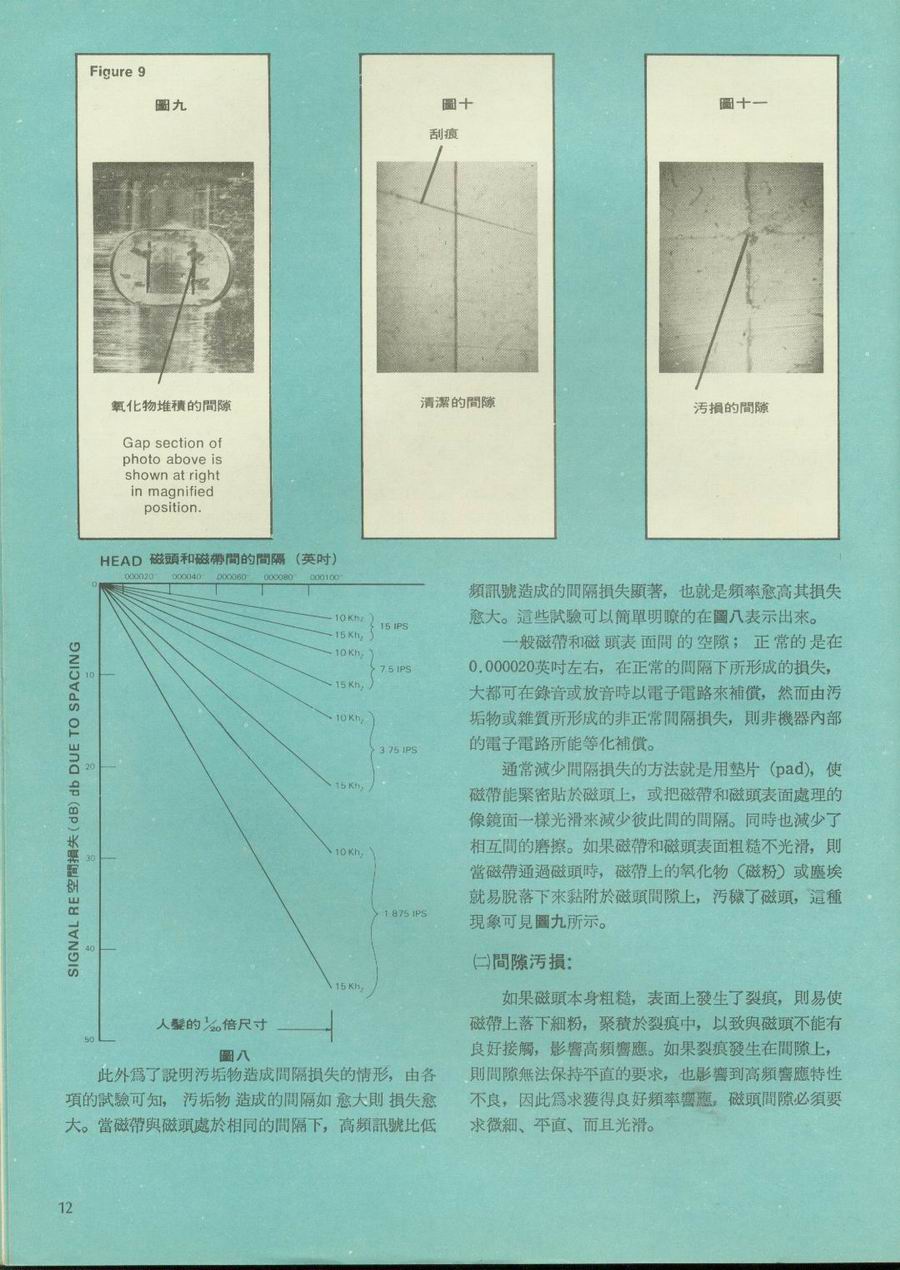 Figure 9
圖九
氧化物堆積的間隙
Gap section of
photo above is
shown at right
in magnified
position.
圖十
刮痕
清潔的間隙
圖十一
汚損的間隙
HEAD 磁頭和磁帶間的間隔（英吋）
000020" 000040" 000060" 000080" 000100"
SIGNAL RE 空間損失(dB) db DUE TO SPACING
0
10
20
30
40
50
10 Khz
15 Khz
15 IPS
10 Khz
15 Khz
7.5 IPS
10 Khz
15 Khz
3.75 IPS
10 Khz
15 Khz
1 875 IPS
人髮的1/20倍尺寸
圖八
此外爲了說明汚垢物造成間隔損失的情形，由各
項的試驗可知， 汚垢物 造成的間隔如 愈大則 損失愈
大。當磁帶與磁頭處於相同的間隔下，高頻訊號比低
頻訊號造成的間隔損失顯著，也就是頻率愈高其損失
愈大。這些試驗可以簡單明瞭的在圖八表示出來。
一般磁帶和磁 頭表 面間 的 空隙； 正 常的 是在
0.000020英吋左右，在正常的間隔下所形成的損失，
大都可在錄音或放音時以電子電路來補償，然而由汚
垢物或雜質所形成的非正常間隔損失，則非機器內部
的電子電路所能等化補償。
通常減少間隔損失的方法就是用墊片（pad)，使
磁帶能緊密貼於磁頭上，或把磁帶和磁頭表面處理的
像鏡面一樣光滑來減少彼此間的間隔。同時也減少了
相互間的磨擦。如果磁帶和磁頭表面粗糙不光滑，則
當磁帶通過磁頭時，磁帶上的氧化物（磁粉）或塵埃
就易脫落下來黏附於磁頭間隙上，汚穢了磁頭，這種
現象可見圖九所示。
㈡間隙汚損：
如果磁頭本身粗糙，表面上發生了裂痕，則易使
磁帶上落下細粉，聚積於裂痕中，以致與磁頭不能有
良好接觸，影響高頻響應。如果裂痕發生在間隙上，
則間隙無法保持平直的要求，也影響到高頻響應特性
不良，因此爲求獲得良好頻率響應，磁頭間隙必須要
求微細、平直、而且光滑。
12